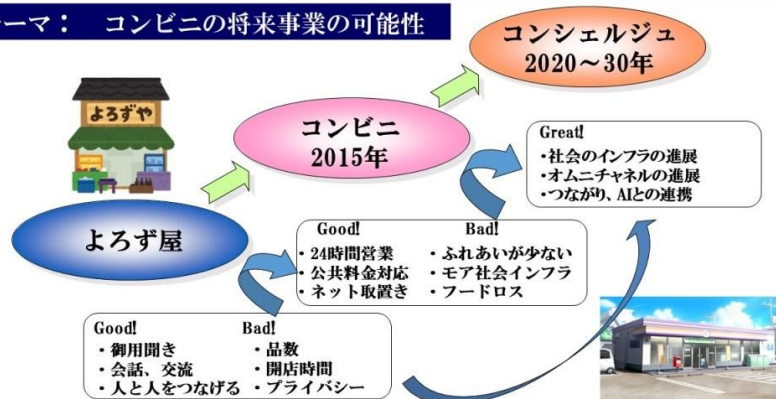 ーマ： コンビニの将来事業の可能性
コンシェルジュ
2020～30年
よろずや
コンビニ
2015年
Great!
・社会のインフラの進展
・オムニチャネルの進展
・つながり、AIとの連携
よろず屋
Good!
・24時間営業
・公共料金対応
・ネット取置き
Bad!
・ふれあいが少ない
・モア社会インフラ
・フードロス
Good!
・御用聞き
・会話、交流
・人と人をつなげる
Bad!
・品数
・開店時間
・プライバシー